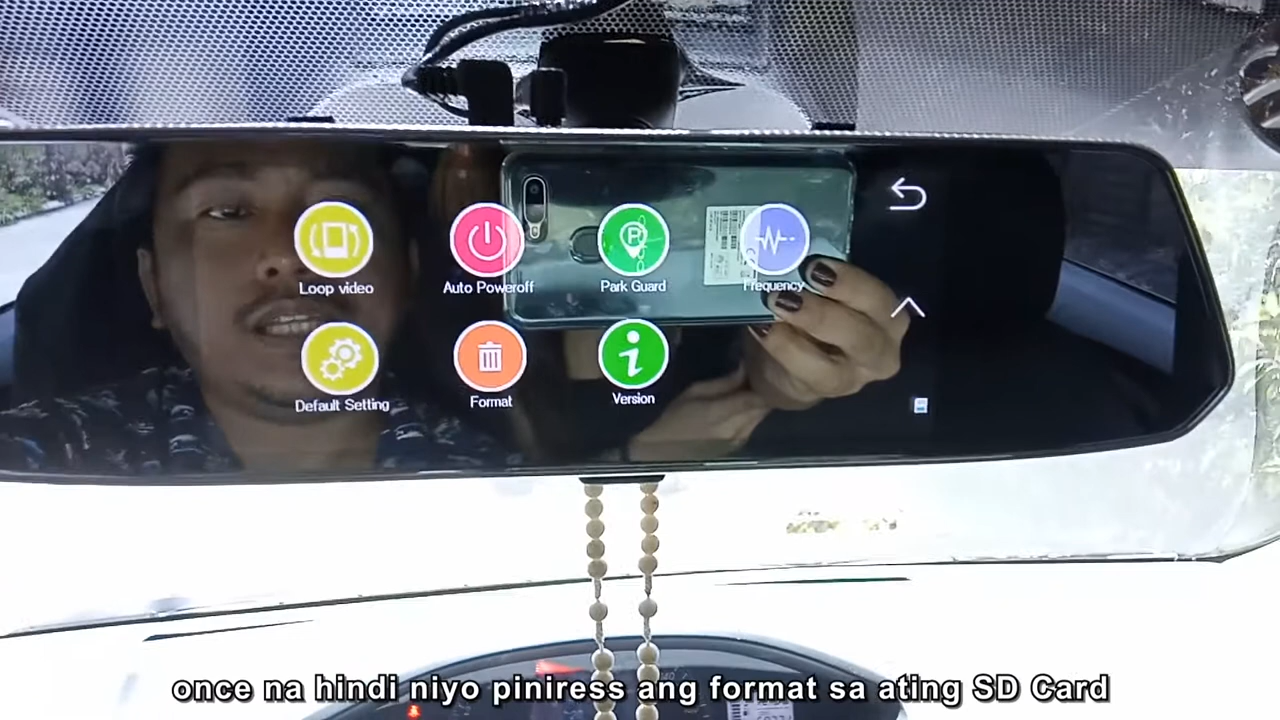 Loop video
Auto Poweroff
P
Park Guard
Frequency
Default Setting
Format
i
Version
once na hindi niyo piniress ang format sa ating SD Card